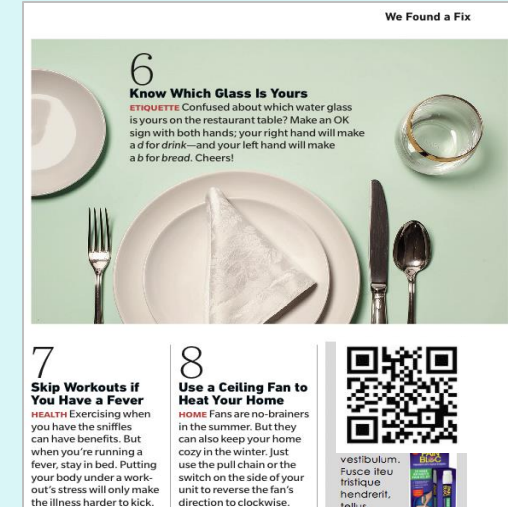 We Found a Fix
6
Know Which Glass Is Yours
ETIQUETTE Confused about which water glass
is yours on the restaurant table? Make an OK
sign with both hands; your right hand will make
a d for drink—and your left hand will make
a b for bread. Cheers!
7
Skip Workouts if
You Have a Fever
HEALTH Exercising when
you have the sniffles
can have benefits. But
when you're running a
fever, stay in bed. Putting
your body under a work-
out's stress will only make
the illness harder to kick.
8
Use a Ceiling Fan to
Heat Your Home
HOME Fans are no-brainers
in the summer. But they
can also keep your home
cozy in the winter. Just
use the pull chain or the
switch on the side of your
unit to reverse the fan's
direction to clockwise.
vestibulum.
Fusce iteu
tristique
hendrerit,